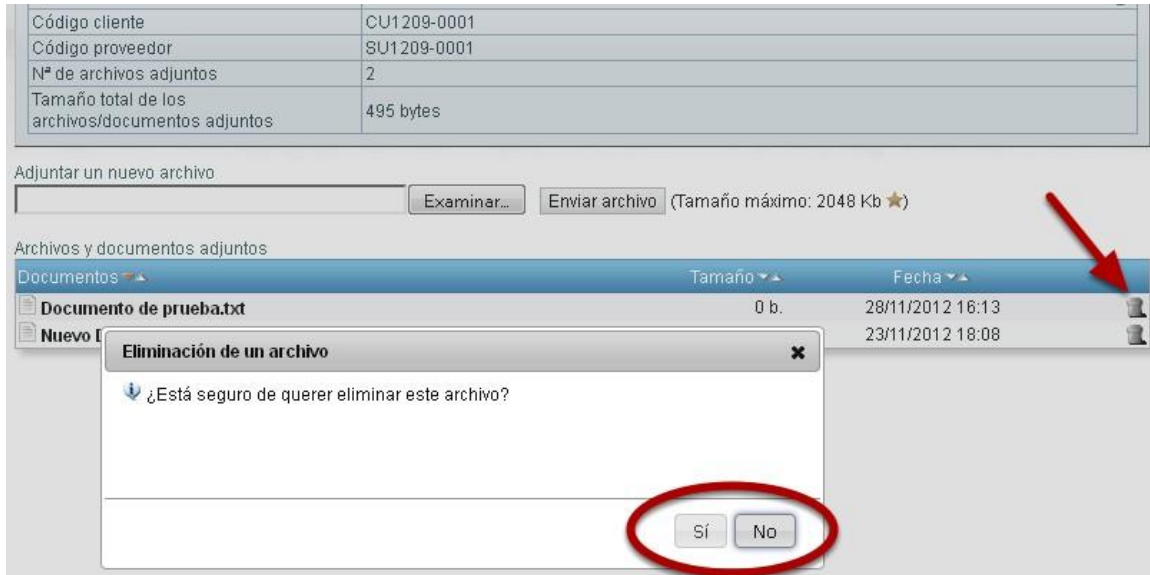 Código cliente CU1209-0001
Código proveedor SU1209-0001
Nª de archivos adjuntos 2
Tamaño total de los
archivos/documentos adjuntos 495 bytes
Adjuntar un nuevo archivo
Examinar... Enviar archivo (Tamaño máximo: 2048 Kb)
Archivos y documentos adjuntos
Documentos Tamaño Fecha
Documento de prueba.txt 0 b. 28/11/2012 16:13
Nuevo 23/11/2012 18:08
Eliminación de un archivo
¿Está seguro de querer eliminar este archivo?
Sí No